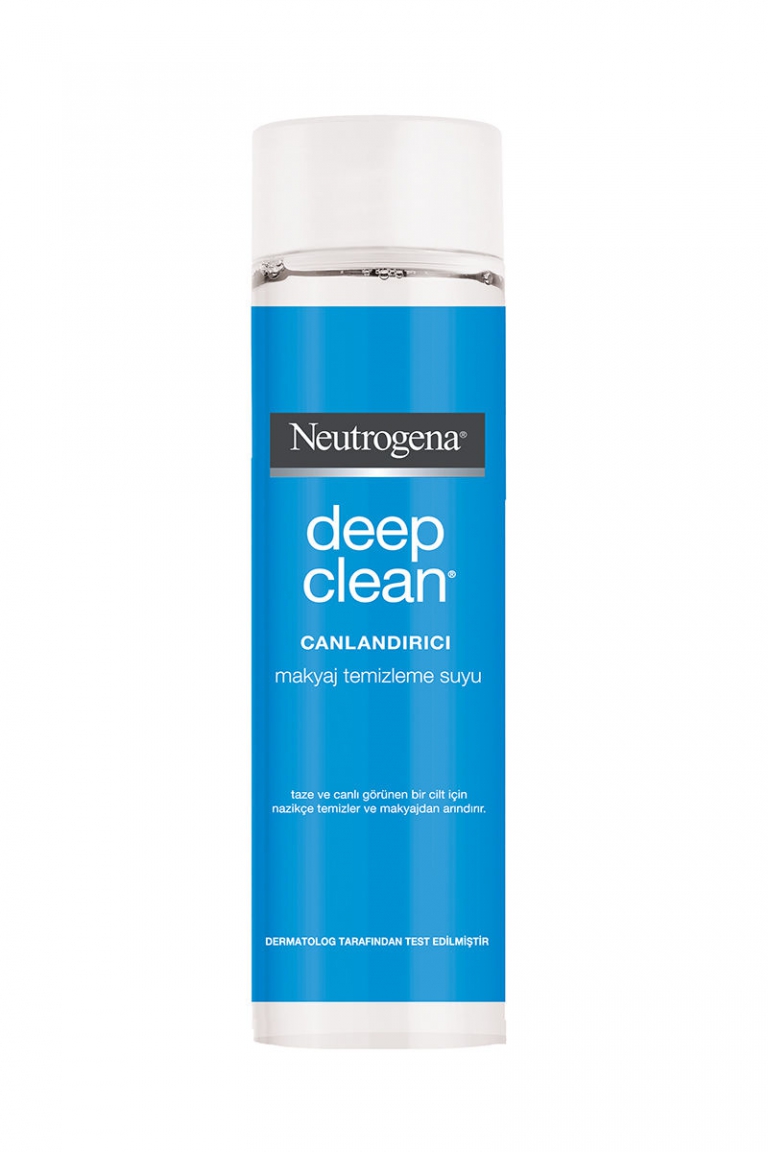 Neutrogena®
deep
clean®
CANLANDIRICI
makyaj temizleme suyu
taze ve canlı görünen bir cilt için
nazikçe temizler ve makyajdan arındırır.
DERMATOLOG TARAFINDAN TEST EDİLMİŞTİR